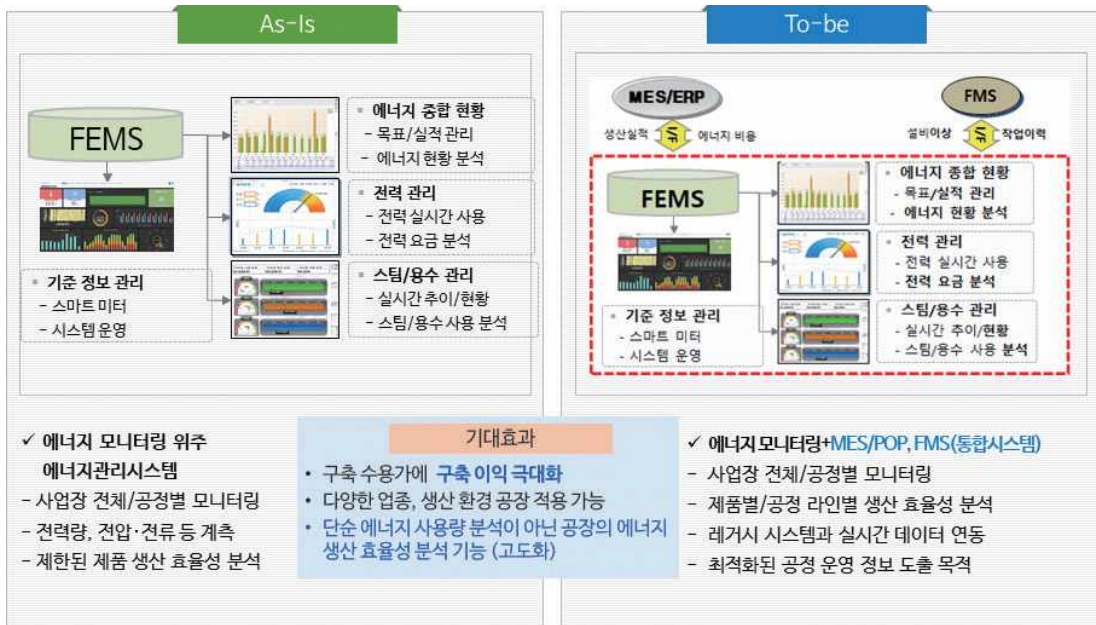 As-Is
FEMS
▪ 에너지 종합 현황
– 목표/실적관리
– 에너지 현황 분석
▪ 전력 관리
– 전력 실시간 사용
– 전력 요금 분석
▪ 스팀/용수 관리
– 실시간 추이/현황
– 스팀/용수 사용 분석
▪ 기준 정보 관리
– 스마트 미터
– 시스템 운영
✓ 에너지 모니터링 위주
에너지관리시스템
– 사업장 전체/공정별 모니터링
– 전력량, 전압·전류 등 계측
– 제한된 제품 생산 효율성 분석
기대효과
• 구축 수용가에 구축 이익 극대화
• 다양한 업종, 생산 환경 공장 적용 가능
• 단순 에너지 사용량 분석이 아닌 공장의 에너지
생산 효율성 분석 기능 (고도화)
To-be
MES/ERP
FMS
생산실적 I/F 에너지 비용
설비이상 I/F 작업이력
FEMS
▪ 에너지 종합 현황
- 목표/실적 관리
- 에너지 현황 분석
▪ 전력 관리
- 전력 실시간 사용
- 전력 요금 분석
▪ 스팀/용수 관리
- 실시간 추이/현황
- 스팀/용수 사용 분석
▪ 기준 정보 관리
- 스마트 미터
- 시스템 운영
✓ 에너지모니터링+MES/POP, FMS(통합시스템)
– 사업장 전체/공정별 모니터링
– 제품별/공정 라인별 생산 효율성 분석
– 레거시 시스템과 실시간 데이터 연동
– 최적화된 공정 운영 정보 도출 목적